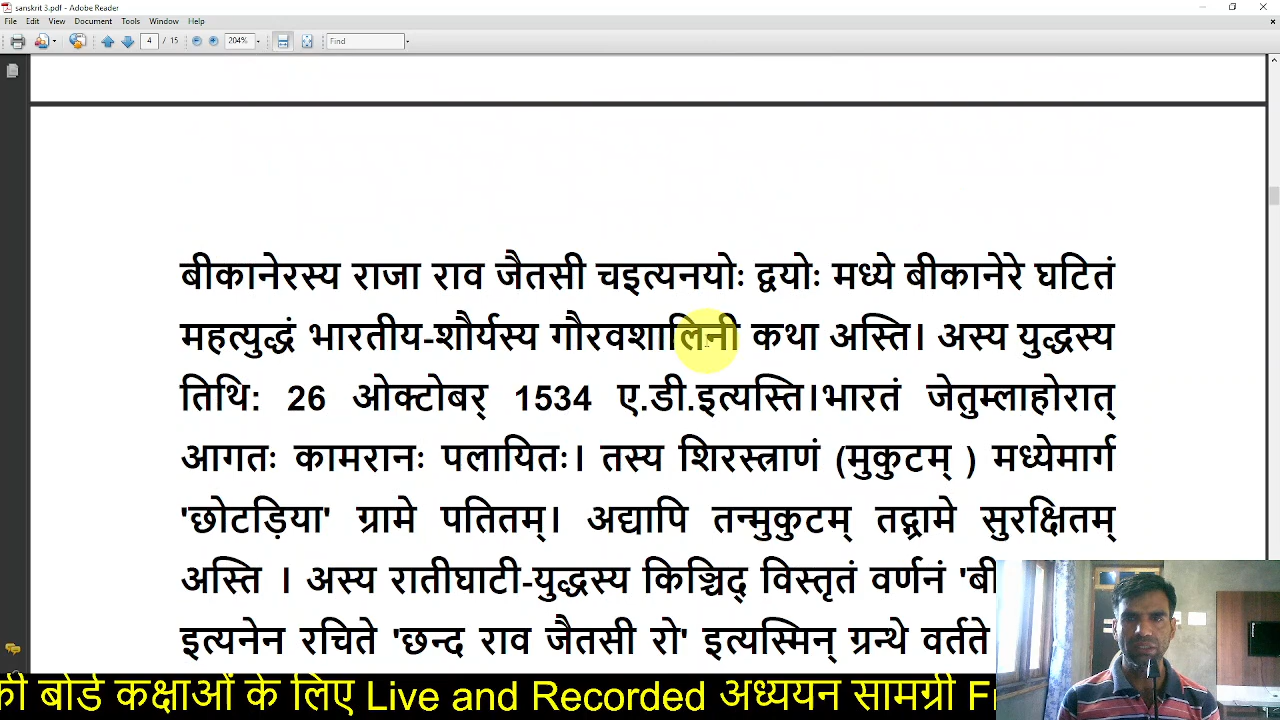 sanskrit 3.pdf - Adobe Reader
File Edit View Document Tools Window Help
4 / 15 204% Find
बीकानेरस्य राजा राव जैतसी चइत्यनयोः द्वयोः मध्ये बीकानेरे घटितं
महत्युद्धं भारतीय-शौर्यस्य गौरवशालिनी कथा अस्ति। अस्य युद्धस्य
तिथि: 26 ओक्टोबर् 1534 ए.डी.इत्यस्ति।भारतं जेतुम्लाहोरात्
आगतः कामरानः पलायितः। तस्य शिरस्त्राणं (मुकुटम् ) मध्येमार्ग
'छोटड़िया' ग्रामे पतितम्। अद्यापि तन्मुकुटम् तद्ग्रामे सुरक्षितम्
अस्ति । अस्य रातीघाटी-युद्धस्य किञ्चिद् विस्तृतं वर्णनं
इत्यनेन रचिते 'छन्द राव जैतसी रो' इत्यस्मिन् ग्रन्थे वर्तते
की बोर्ड कक्षाओं के लिए Live and Recorded अध्ययन सामग्री